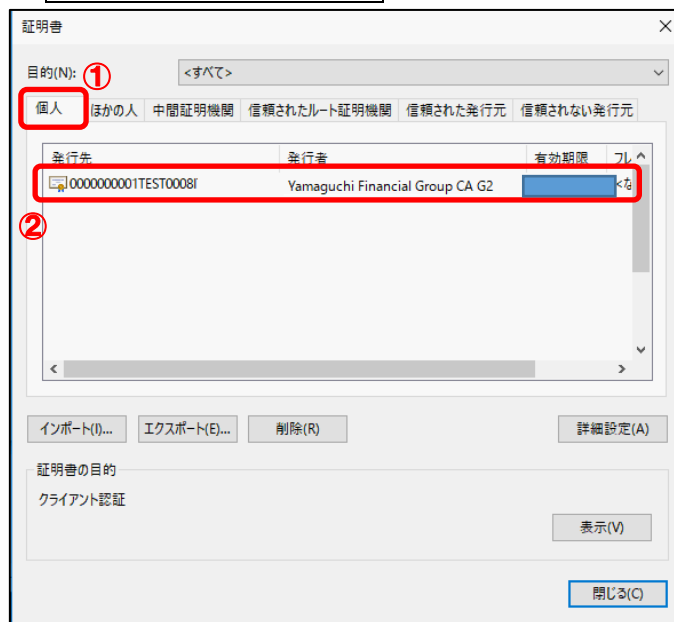 証明書
目的(N): ① <すべて>
個人 ほかの人 中間証明機関 信頼されたルート証明機関 信頼された発行元 信頼されない発行元
発行先 発行者 有効期限 フレ
0000000001TEST0008 Yamaguchi Financial Group CA G2 <な
②
インポート(I)... エクスポート(E)... 削除(R) 詳細設定(A)
証明書の目的
クライアント認証
表示(V)
閉じる(C)